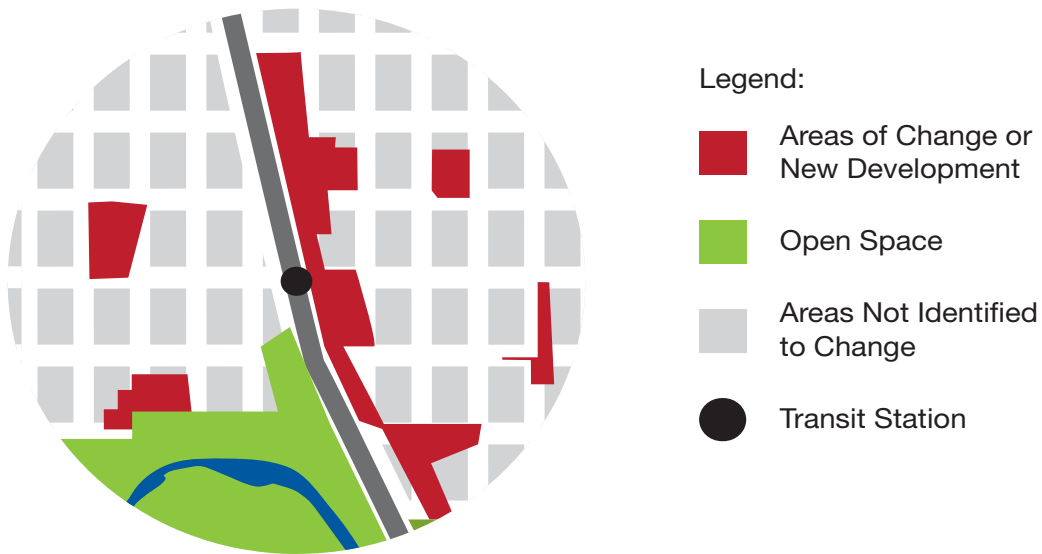 Legend:
Areas of Change or
New Development
Open Space
Areas Not Identified
to Change
Transit Station